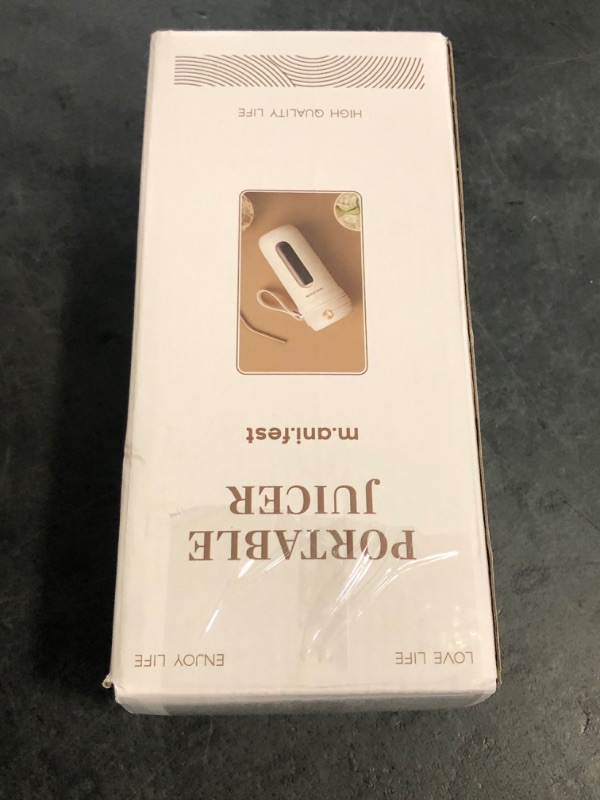 LOVE LIFE
ENJOY LIFE
PORTABLE
JUICER
m.ani.fest
HIGH QUALITY LIFE